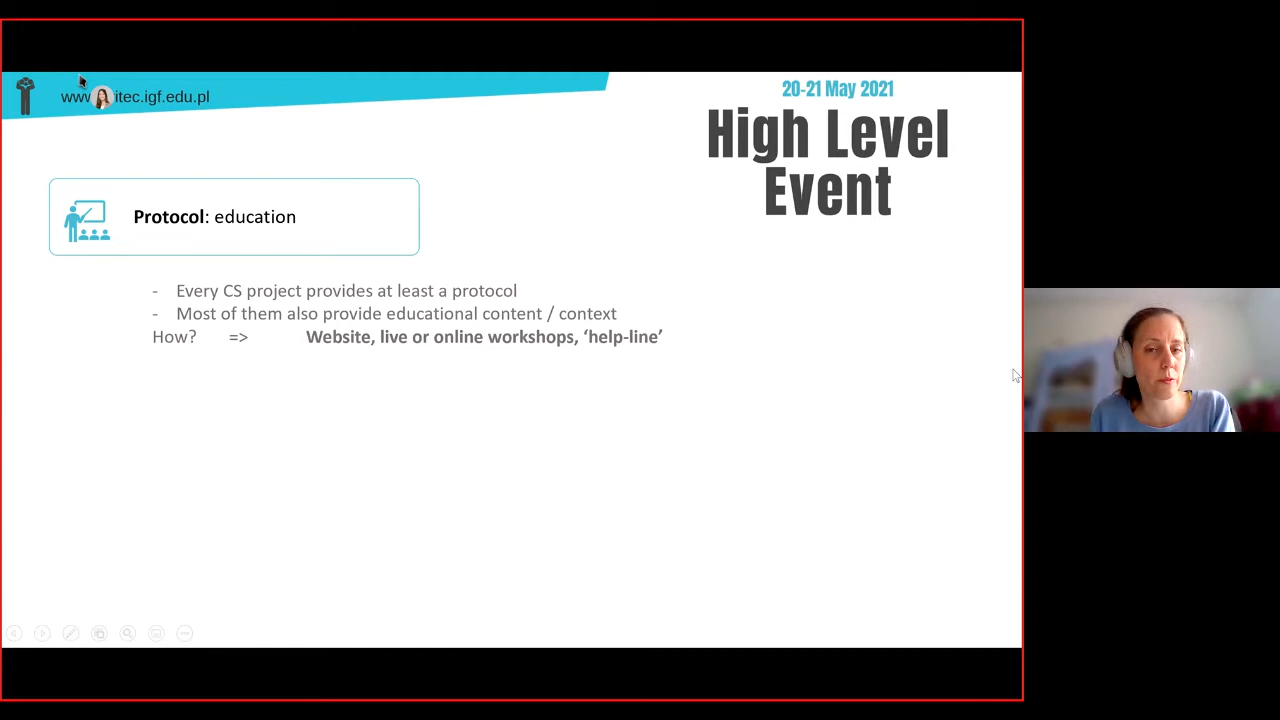 www itec.igf.edu.pl
20-21 May 2021
High Level
Event
Protocol: education
- Every CS project provides at least a protocol
- Most of them also provide educational content / context
How? => Website, live or online workshops, ‘help-line’